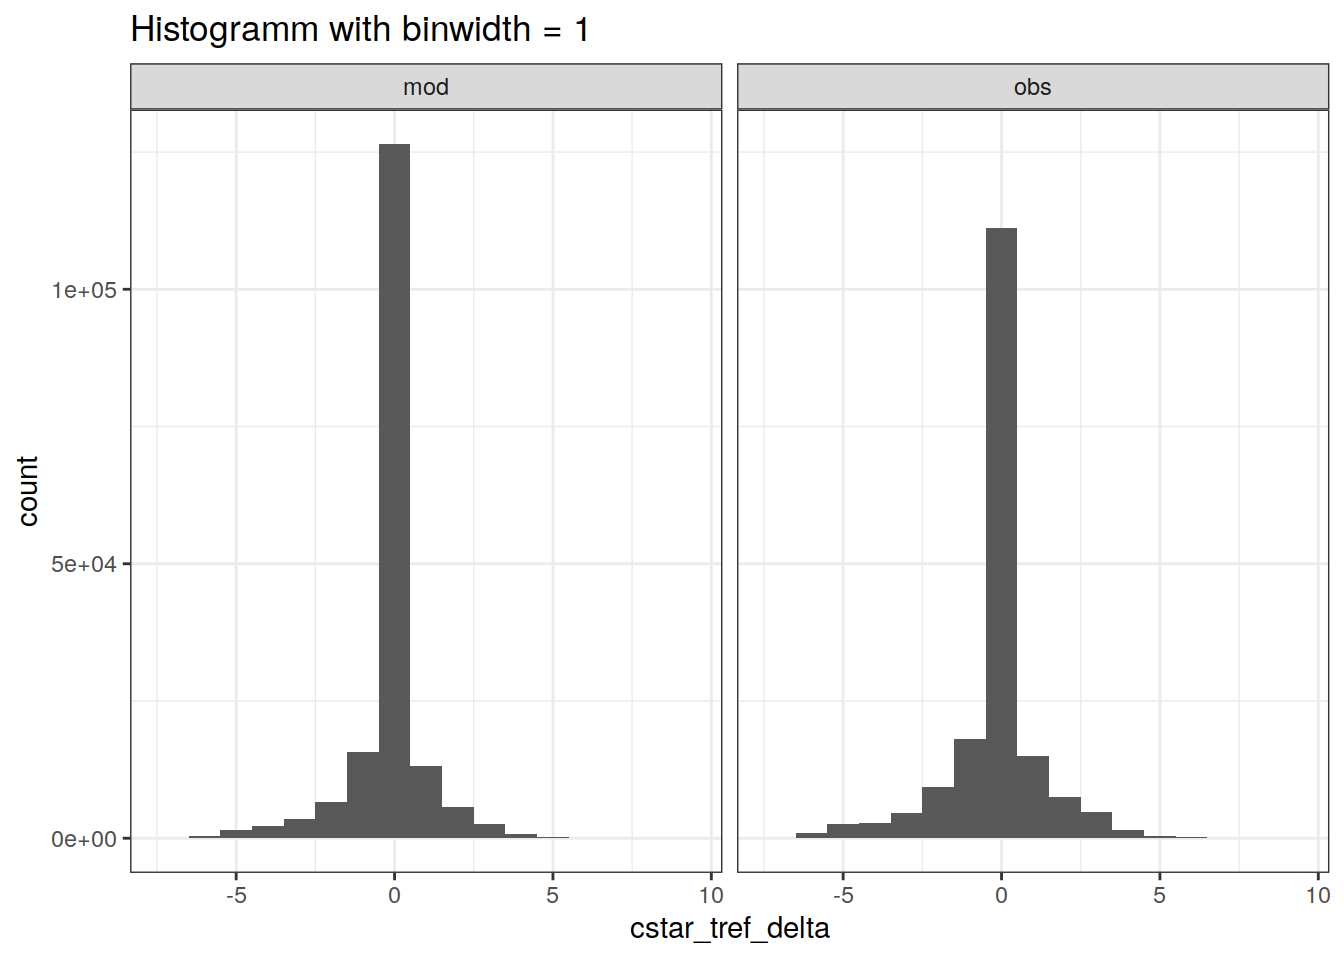 Histogramm with binwidth = 1
mod
obs
count
1e+05
5e+04
0e+00
-5 0 5 10
-5 0 5 10
cstar_tref_delta